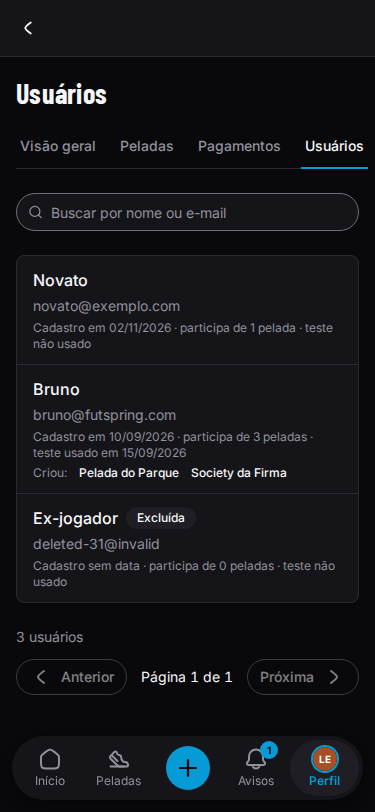 Usuários
Visão geral Peladas Pagamentos Usuários
Buscar por nome ou e-mail
Novato
novato@exemplo.com
Cadastro em 02/11/2026 · participa de 1 pelada · teste
não usado
Bruno
bruno@futspring.com
Cadastro em 10/09/2026 · participa de 3 peladas ·
teste usado em 15/09/2026
Criou: Pelada do Parque Society da Firma
Ex-jogador Excluída
deleted-31@invalid
Cadastro sem data · participa de 0 peladas · teste não
usado
3 usuários
Anterior Página 1 de 1 Próxima
1
LE
Início Peladas Avisos Perfil